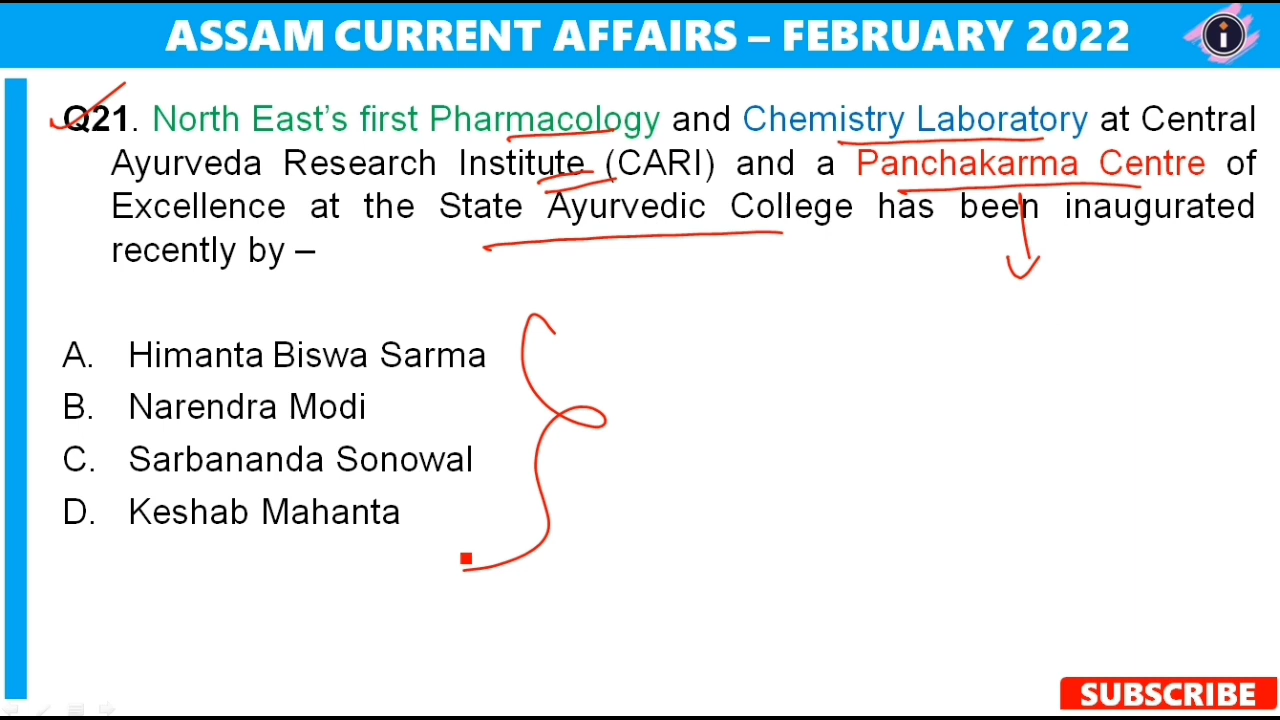 ASSAM CURRENT AFFAIRS – FEBRUARY 2022
i
Q21. North East’s first Pharmacology and Chemistry Laboratory at Central
Ayurveda Research Institute (CARI) and a Panchakarma Centre of
Excellence at the State Ayurvedic College has been inaugurated
recently by –
A. Himanta Biswa Sarma
B. Narendra Modi
C. Sarbananda Sonowal
D. Keshab Mahanta
SUBSCRIBE